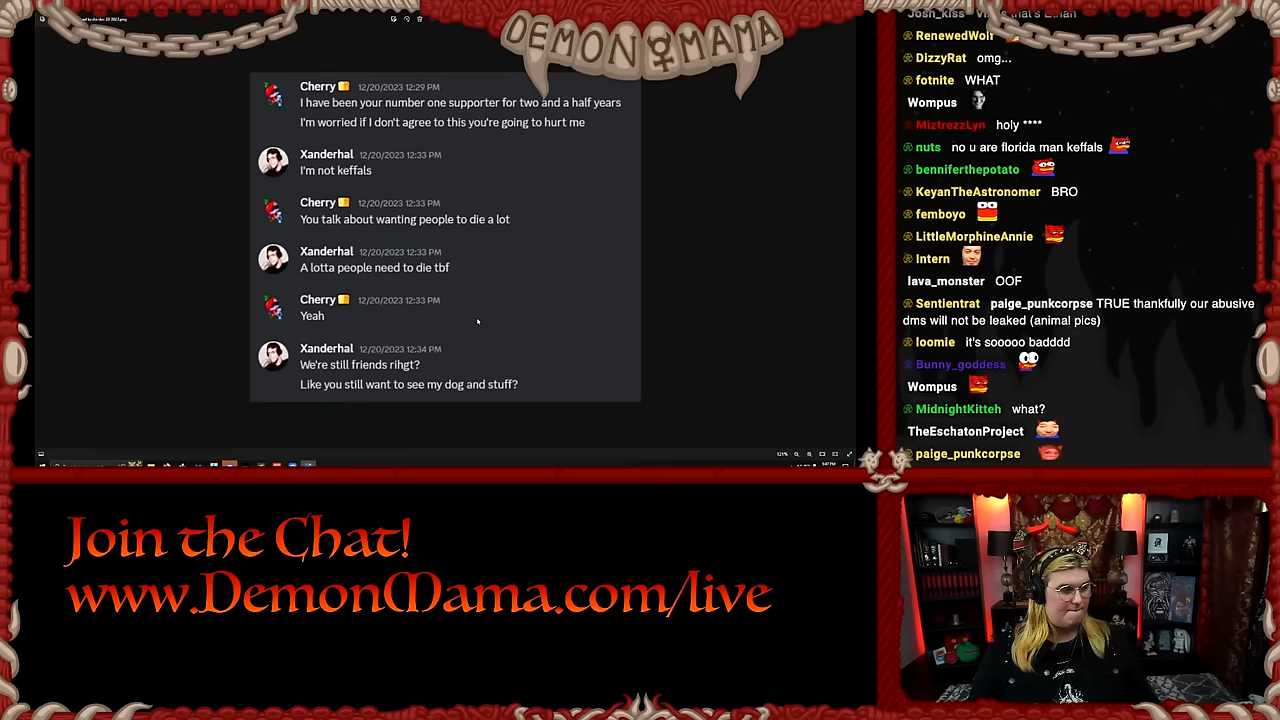 DEMON MAMA
Cherry 12/20/2023 12:29 PM
I have been your number one supporter for two and a half years
I'm worried if I don't agree to this you're going to hurt me
Xanderhal 12/20/2023 12:33 PM
I'm not keffals
Cherry 12/20/2023 12:33 PM
You talk about wanting people to die a lot
Xanderhal 12/20/2023 12:33 PM
A lotta people need to die tbf
Cherry 12/20/2023 12:33 PM
Yeah
Xanderhal 12/20/2023 12:34 PM
We're still friends rihgt?
Like you still want to see my dog and stuff?
RenewedWolf
DizzyRat omg...
fotnite WHAT
Wompus
MiztrezzLyn holy ****
nuts no u are florida man keffals
benniferthepotato
KeyanTheAstronomer BRO
femboyo
LittleMorphineAnnie
Intern
lava_monster OOF
Sentientrat paige_punkcorpse TRUE thankfully our abusive
dms will not be leaked (animal pics)
loomie it's sooooo badddd
Bunny_goddess
Wompus
MidnightKitteh what?
TheEschatonProject
paige_punkcorpse
Join the Chat!
www.DemonMama.com/live